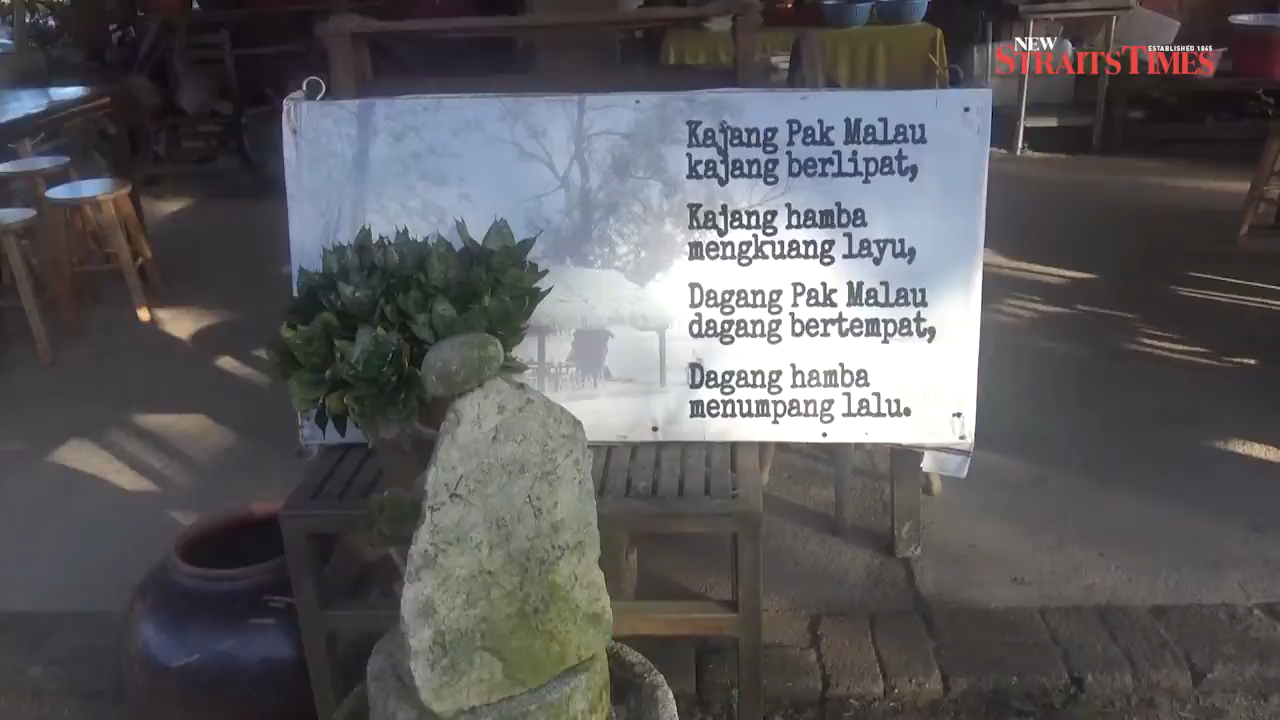 NEW
ESTABLISHED 1845
STRAITS TIMES
Kajang Pak Malau
kajang berlipat,
Kajang hamba
mengkuang layu,
Dagang Pak Malau
dagang bertempat,
Dagang hamba
menumpang lalu.